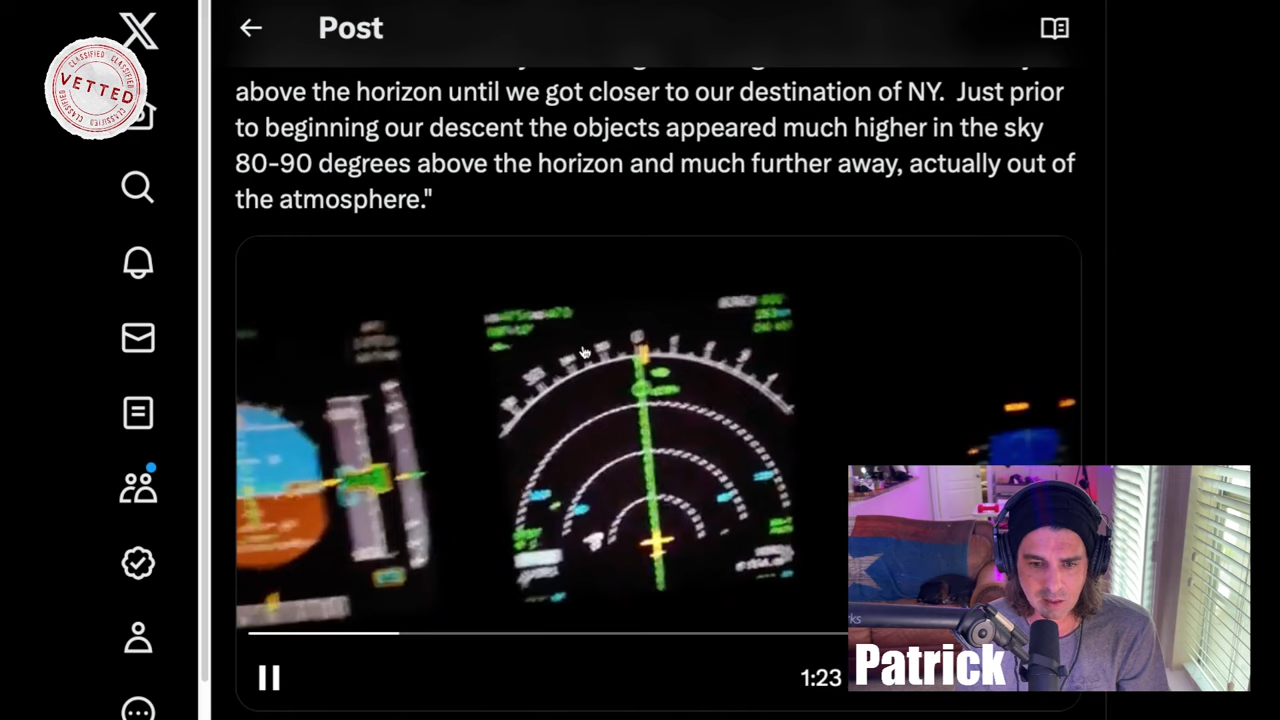 Post
CLASSIFIED
VETTED
CLASSIFIED
above the horizon until we got closer to our destination of NY.  Just prior
to beginning our descent the objects appeared much higher in the sky
80-90 degrees above the horizon and much further away, actually out of
the atmosphere."
1:23
Patrick